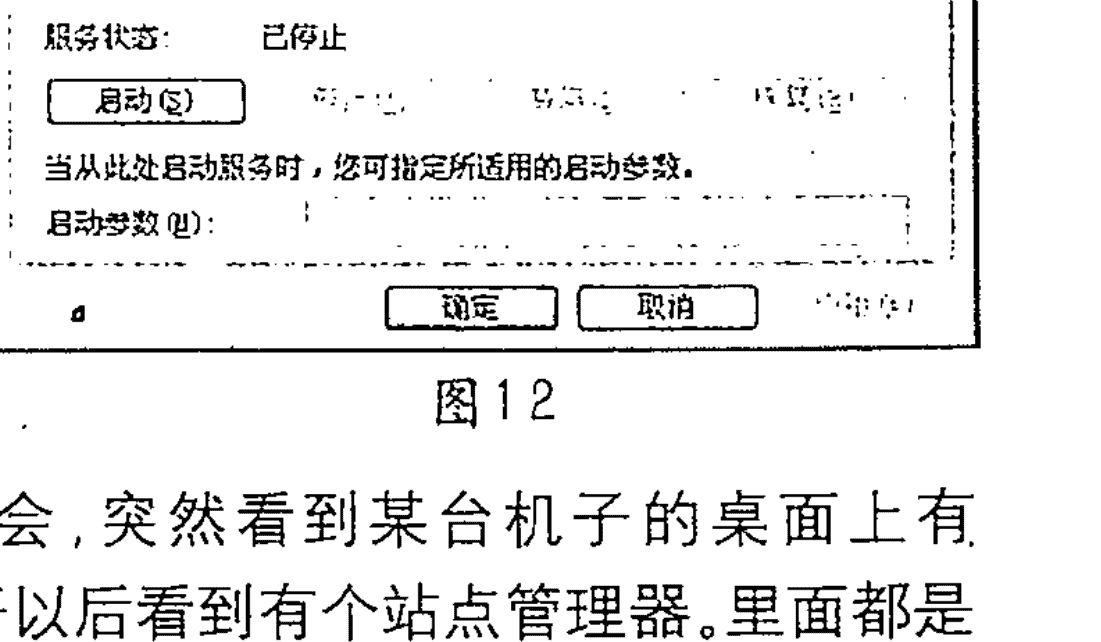 服务状态: 已停止
启动(S)
当从此处启动服务时，您可指定所适用的启动参数。
启动参数(M):
确定 取消
图12
会,突然看到某台机子的桌面上有
以后看到有个站点管理器。里面都是